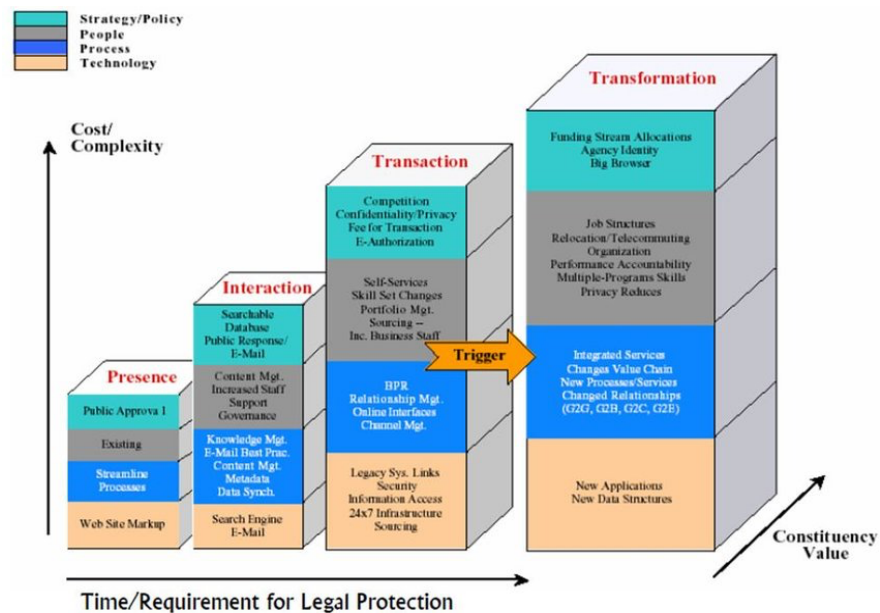 Strategy/Policy
People
Process
Technology
Cost/
Complexity
Presence
Public Approva 1
Existing
Streamline
Processes
Web Site Markup
Interaction
Searchable
Database
Public Response/
E-Mail
Content Mgt.
Increased Staff
Support
Governance
Knowledge Mgt.
E-Mail Best Prac.
Content Mgt.
Metadata
Data Synch.
Search Engine
E-Mail
Transaction
Competition
Confidentiality/Privacy
Fee for Transaction
E-Authorization
Self-Services
Skill Set Changes
Portfolio Mgt.
Sourcing --
Inc. Business Staff
BPR
Relationship Mgt.
Online Interfaces
Channel Mgt.
Legacy Sys. Links
Security
Information Access
24x7 Infrastructure
Sourcing
Trigger
Transformation
Funding Stream Allocations
Agency Identity
Big Browser
Job Structures
Relocation/Telecommuting
Organization
Performance Accountability
Multiple-Programs Skills
Privacy Reduces
Integrated Services
Changes Value Chain
New Processes/Services
Changed Relationships
(G2G, G2B, G2C, G2E)
New Applications
New Data Structures
Constituency
Value
Time/Requirement for Legal Protection